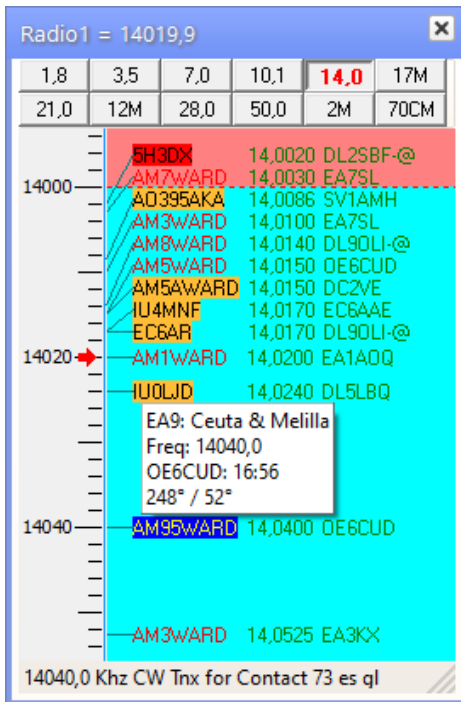 Radio1 = 14019,9
1,8 3,5 7,0 10,1 14,0 17M
21,0 12M 28,0 50,0 2M 70CM
5H3DX 14,0020 DL2SBF-@
AM7WARD 14,0030 EA7SL
14000
AO395AKA 14,0086 SV1AMH
AM3WARD 14,0100 EA7SL
AM8WARD 14,0140 DL9OLI-@
AM5WARD 14,0150 OE6CUD
AM5AWARD 14,0150 DC2VE
IU4MNF 14,0170 EC6AAE
EC6AR 14,0170 DL9OLI-@
14020 AM1WARD 14,0200 EA1AOQ
IU0LJD 14,0240 DL5LBQ
EA9: Ceuta & Melilla
Freq: 14040,0
OE6CUD: 16:56
248° / 52°
14040 AM95WARD 14,0400 OE6CUD
AM3WARD 14,0525 EA3KX
14040,0 Khz CW Tnx for Contact 73 es ql